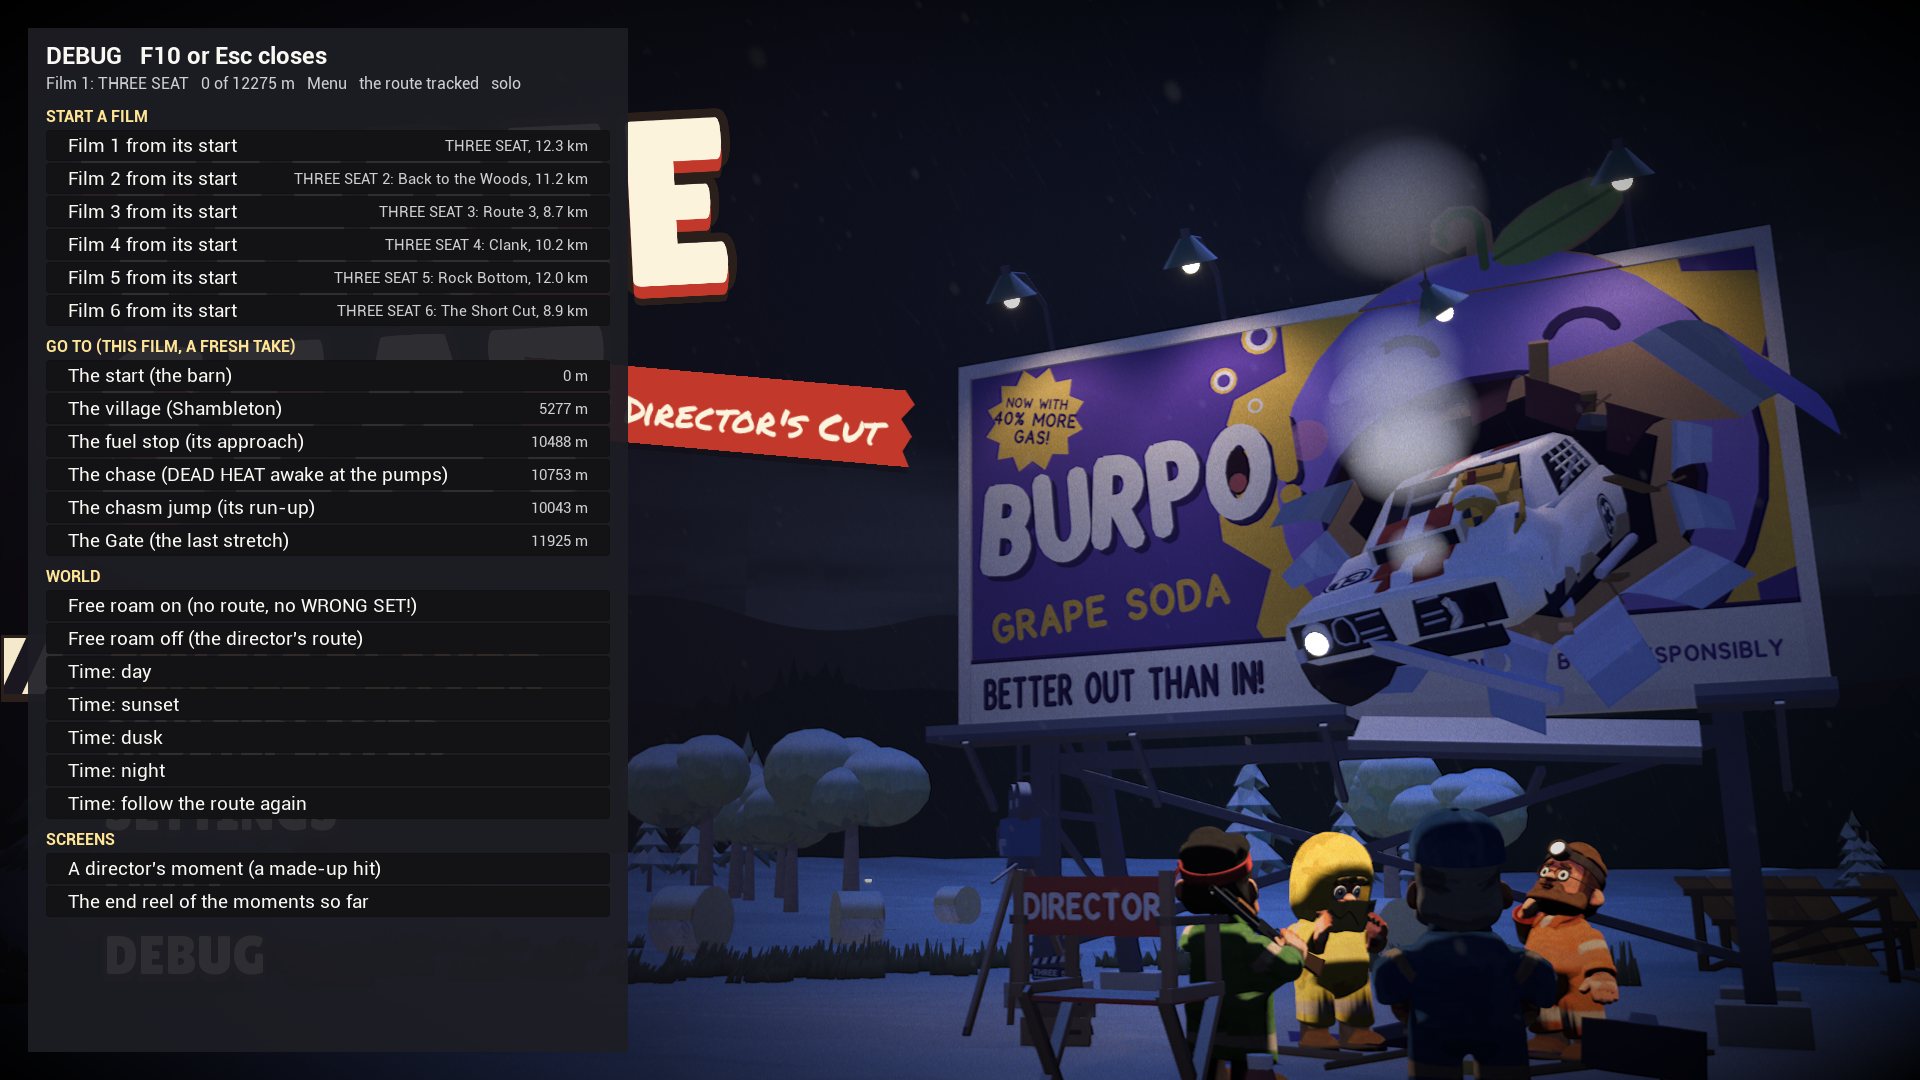 DEBUG F10 or Esc closes
Film 1: THREE SEAT 0 of 12275 m Menu the route tracked solo
START A FILM
Film 1 from its start THREE SEAT, 12.3 km
Film 2 from its start THREE SEAT 2: Back to the Woods, 11.2 km
Film 3 from its start THREE SEAT 3: Route 3, 8.7 km
Film 4 from its start THREE SEAT 4: Clank, 10.2 km
Film 5 from its start THREE SEAT 5: Rock Bottom, 12.0 km
Film 6 from its start THREE SEAT 6: The Short Cut, 8.9 km
GO TO (THIS FILM, A FRESH TAKE)
The start (the barn) 0 m
The village (Shambleton) 5277 m
The fuel stop (its approach) 10488 m
The chase (DEAD HEAT awake at the pumps) 10753 m
The chasm jump (its run-up) 10043 m
The Gate (the last stretch) 11925 m
WORLD
Free roam on (no route, no WRONG SET!)
Free roam off (the director's route)
Time: day
Time: sunset
Time: dusk
Time: night
Time: follow the route again
SETTINGS
SCREENS
A director's moment (a made-up hit)
The end reel of the moments so far
DEBUG
E
DIRECTOR'S CUT
NOW WITH
40% MORE
GAS!
BURPO
GRAPE SODA
BETTER OUT THAN IN!
DIRECTOR
THREE